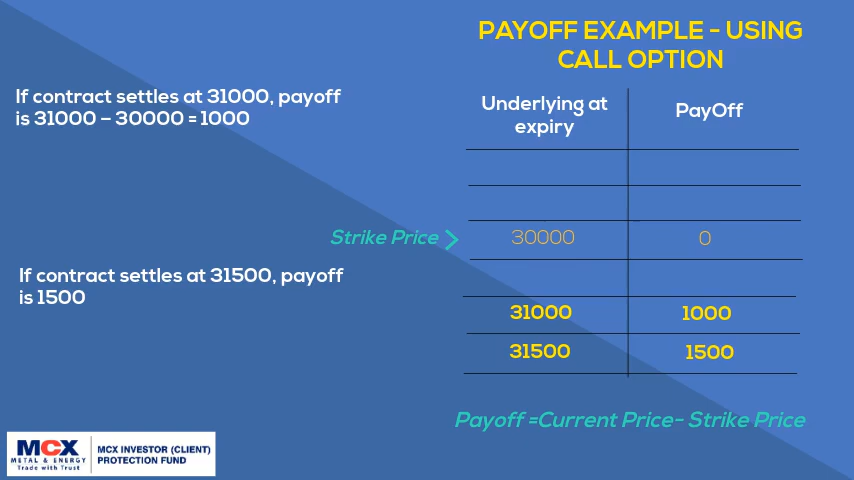 PAYOFF EXAMPLE - USING
CALL OPTION
If contract settles at 31000, payoff
is 31000 – 30000 = 1000
Underlying at
expiry
PayOff
Strike Price >
30000
0
If contract settles at 31500, payoff
is 1500
31000
1000
31500
1500
Payoff =Current Price- Strike Price
MCX
METAL & ENERGY
Trade with Trust
MCX INVESTOR (CLIENT)
PROTECTION FUND